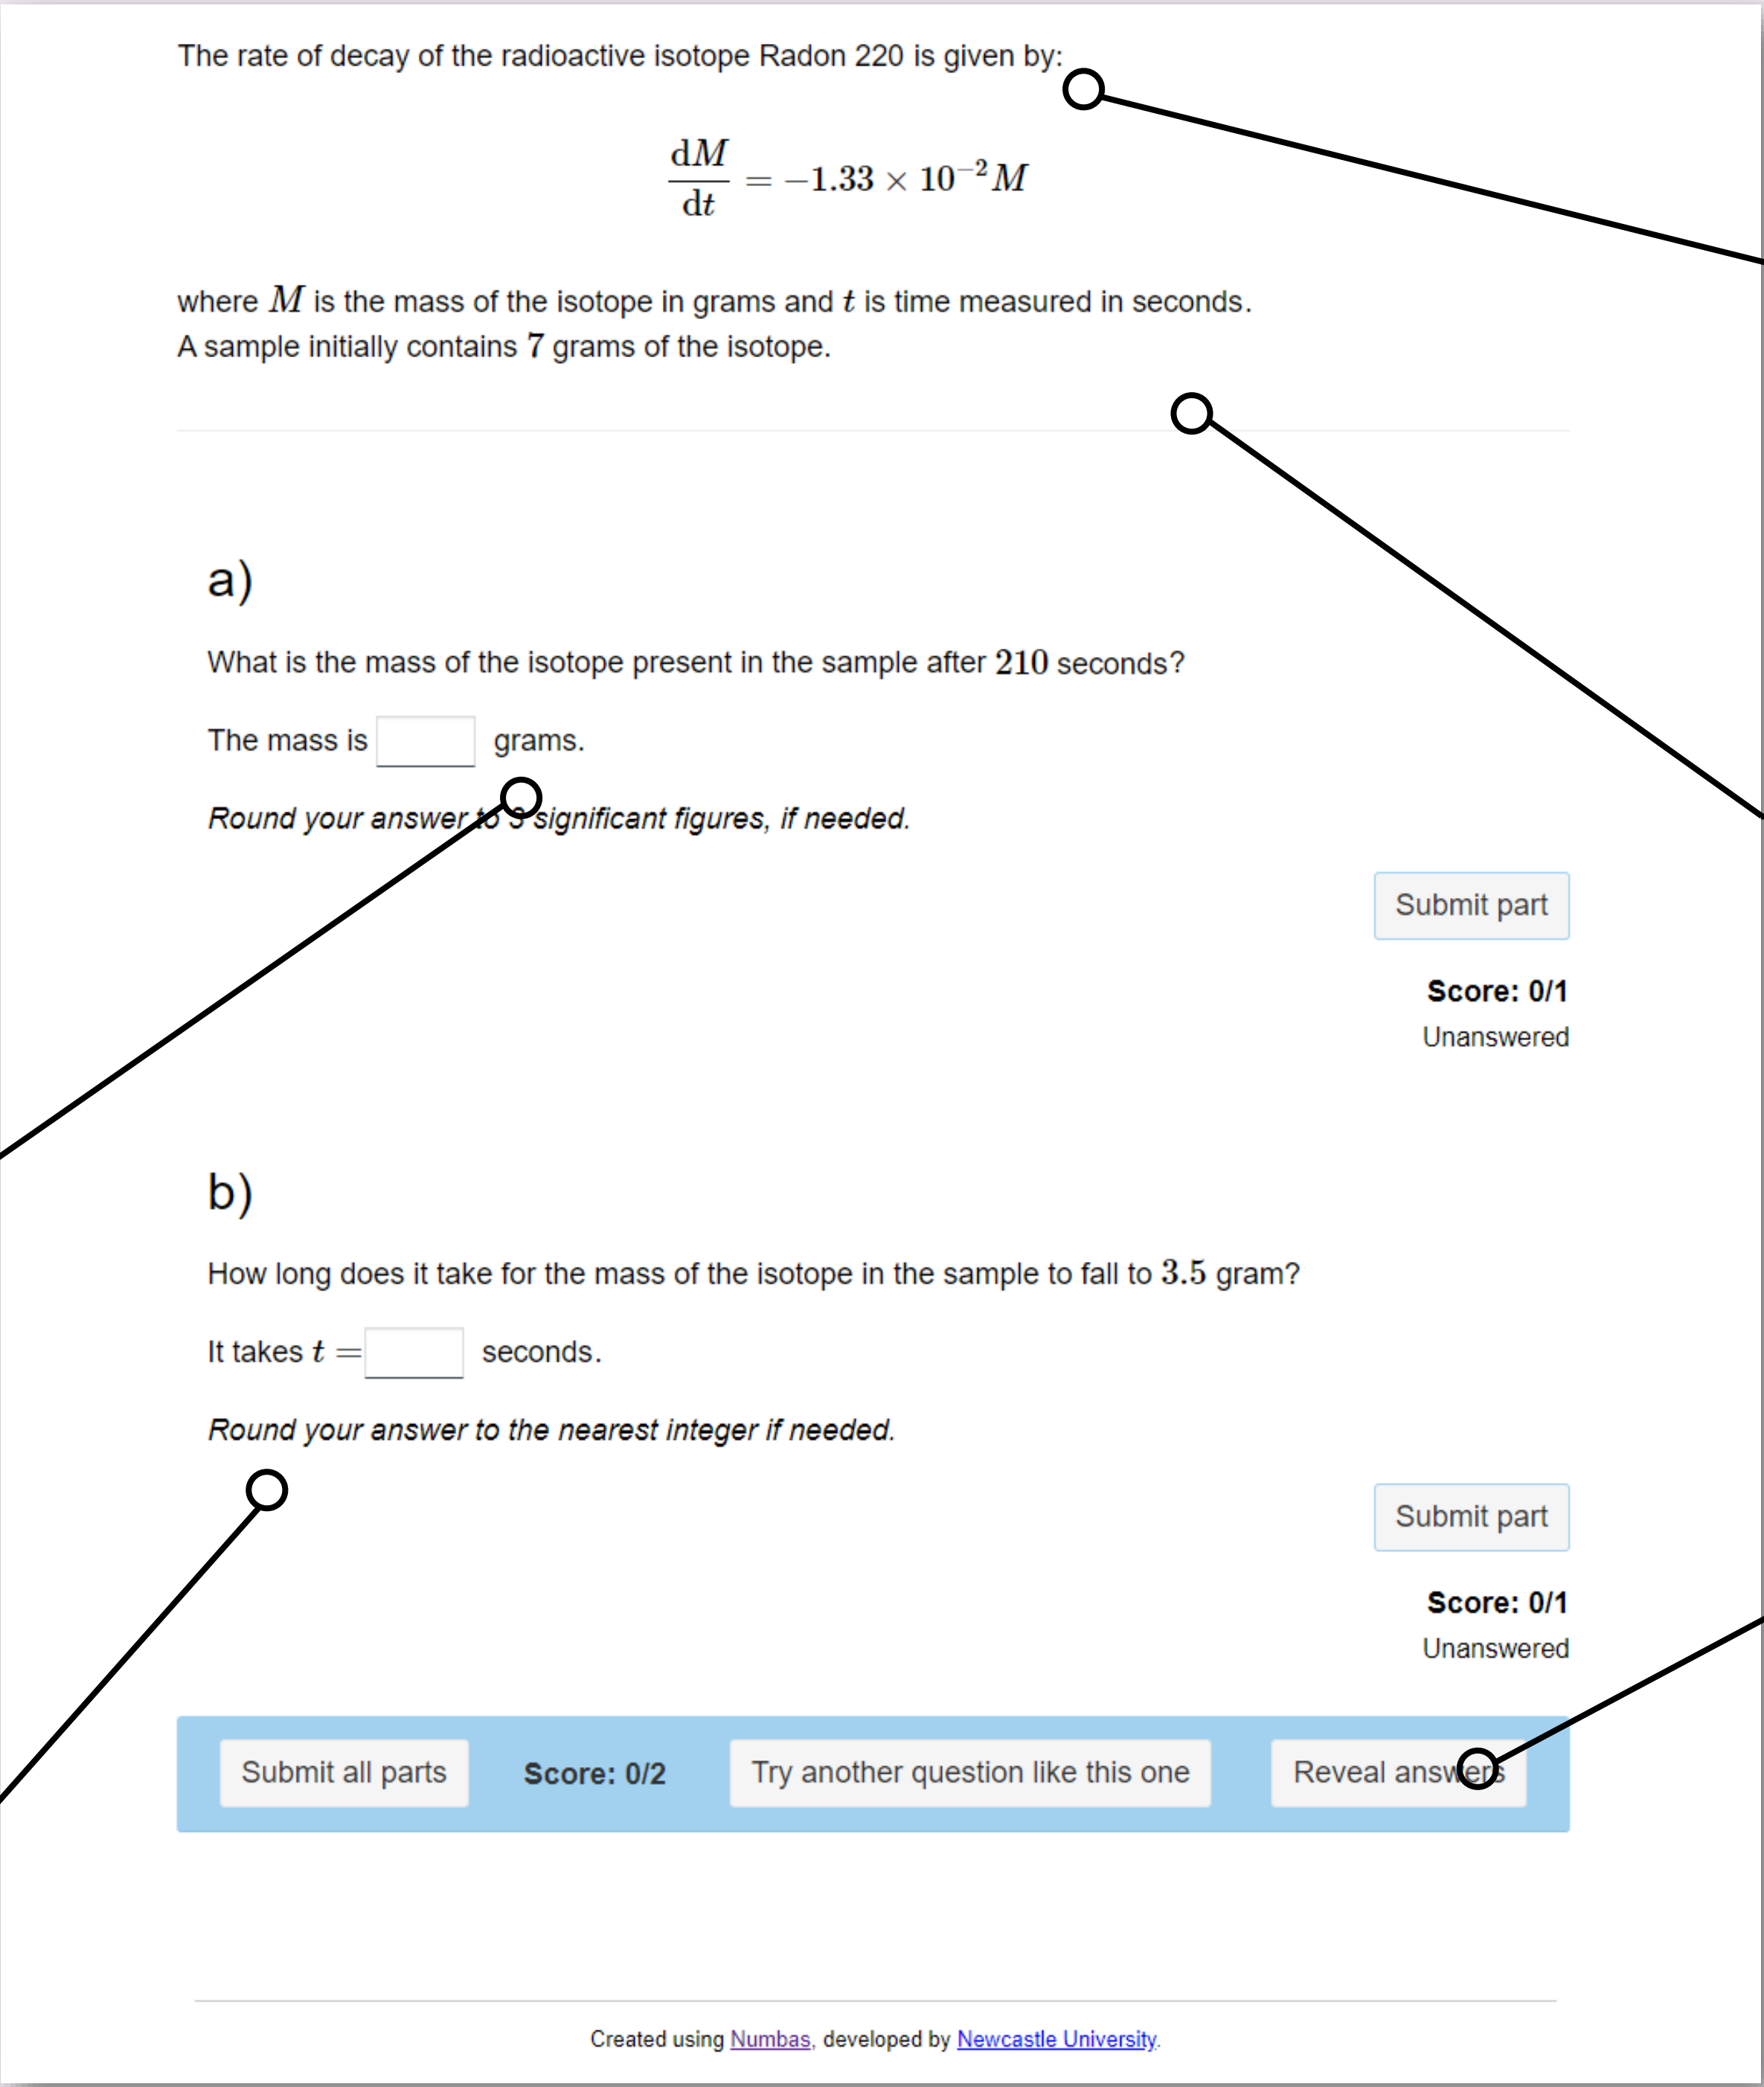 The rate of decay of the radioactive isotope Radon 220 is given by:
dM/dt = −1.33 × 10⁻² M
where M is the mass of the isotope in grams and t is time measured in seconds.
A sample initially contains 7 grams of the isotope.
a)
What is the mass of the isotope present in the sample after 210 seconds?
The mass is grams.
Round your answer to 3 significant figures, if needed.
Submit part
Score: 0/1
Unanswered
b)
How long does it take for the mass of the isotope in the sample to fall to 3.5 gram?
It takes t = seconds.
Round your answer to the nearest integer if needed.
Submit part
Score: 0/1
Unanswered
Submit all parts Score: 0/2 Try another question like this one Reveal answers
Created using Numbas, developed by Newcastle University.